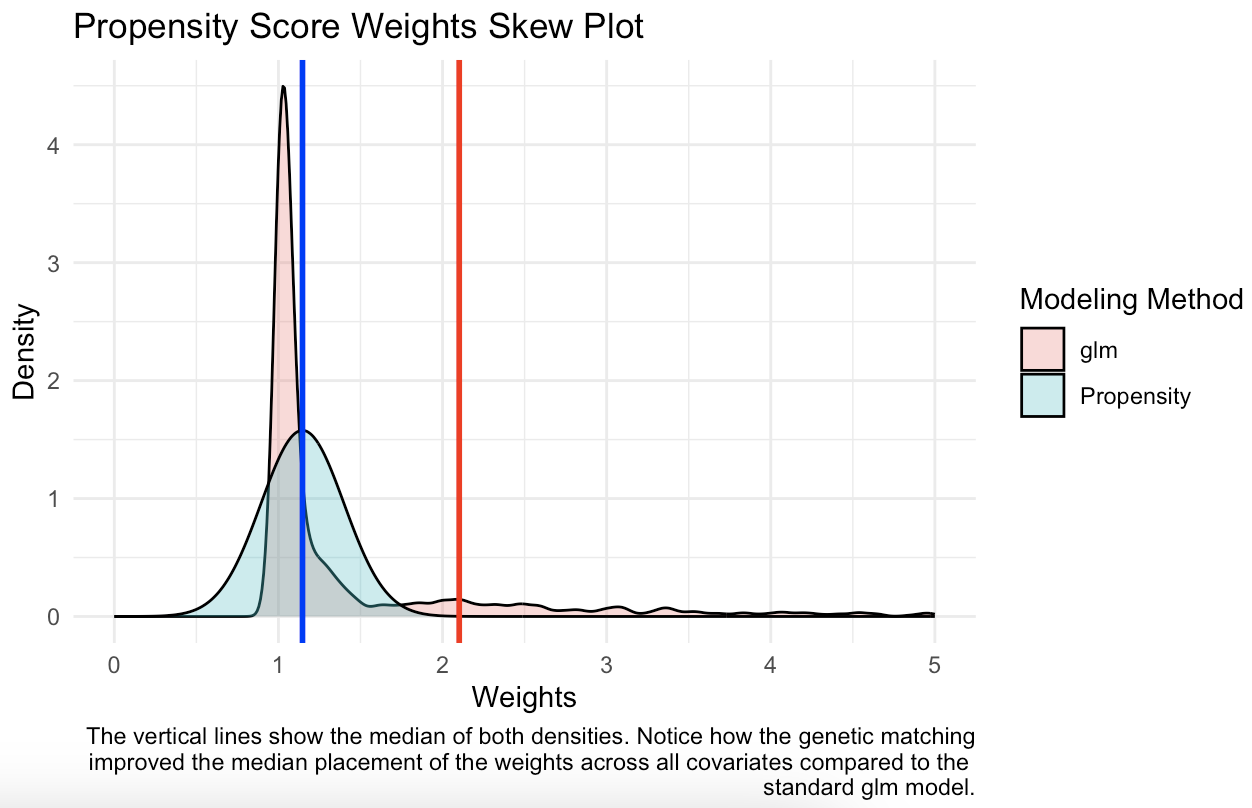 Propensity Score Weights Skew Plot
4
3
2
1
0
Density
0 1 2 3 4 5
Weights
Modeling Method
glm
Propensity
The vertical lines show the median of both densities. Notice how the genetic matching
improved the median placement of the weights across all covariates compared to the
standard glm model.